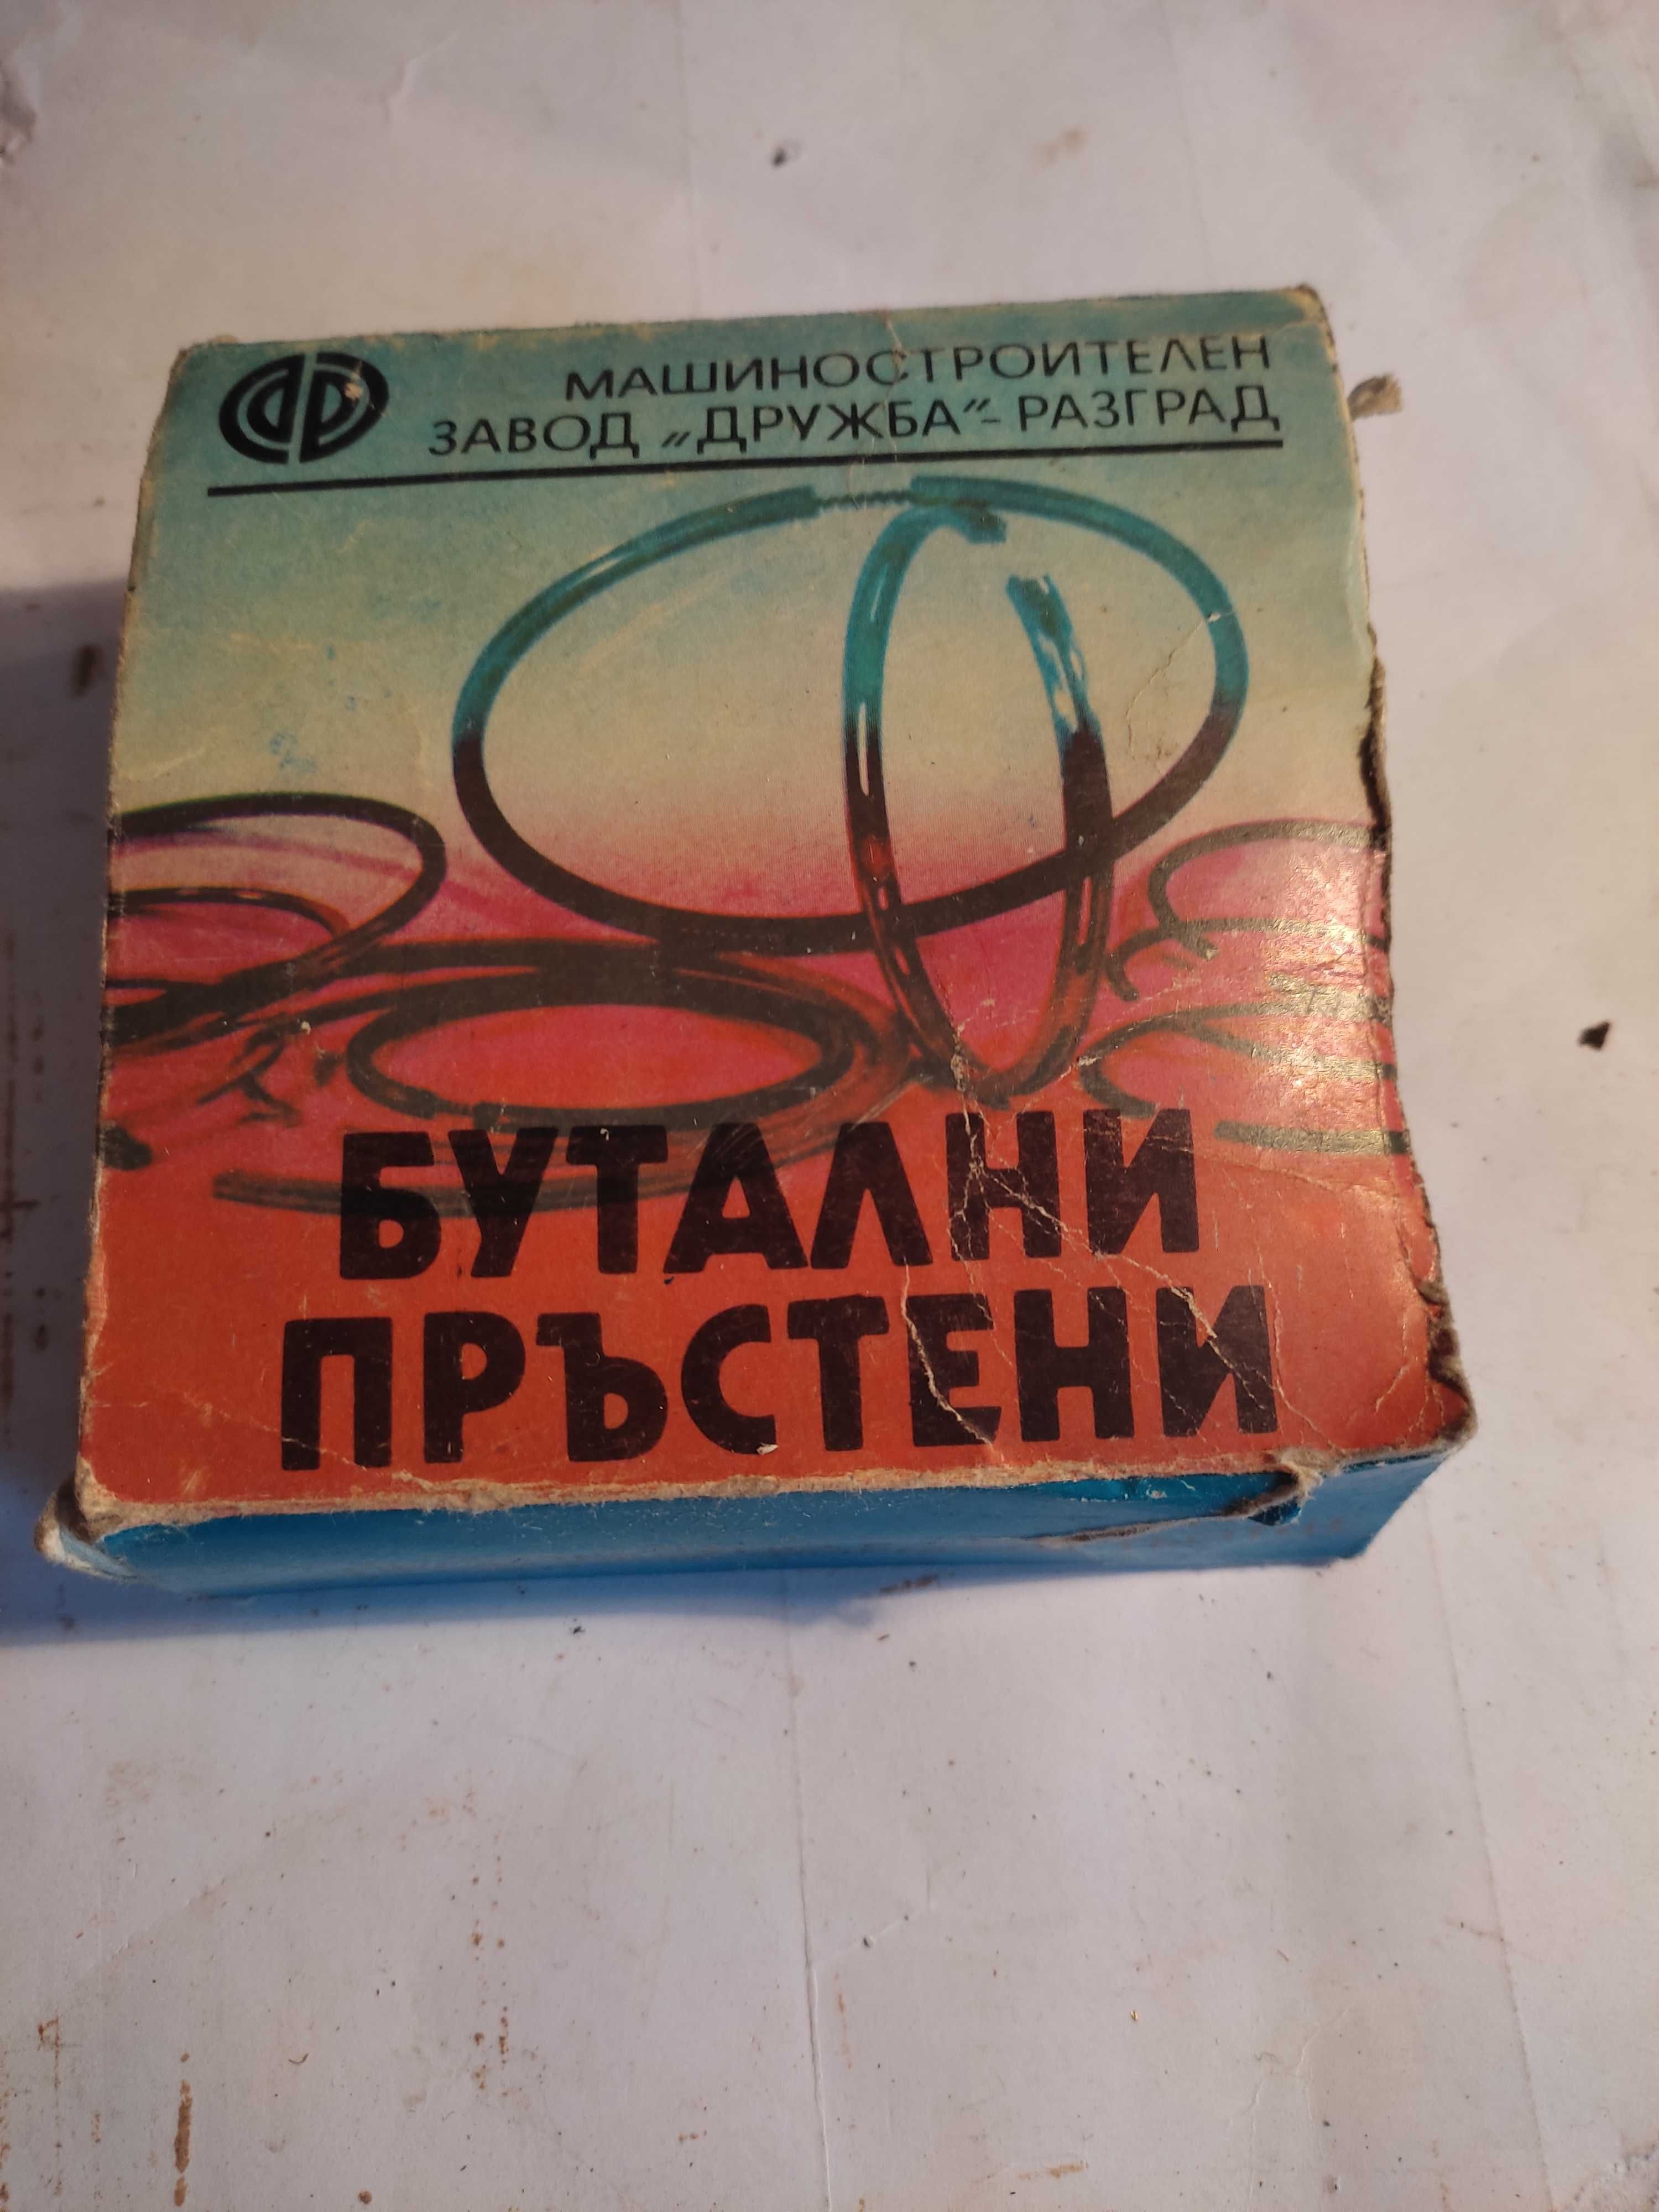 МАШИНОСТРОИТЕЛЕН
ЗАВОД „ДРУЖБА“-РАЗГРАД
БУТАЛНИ
ПРЪСТЕНИ